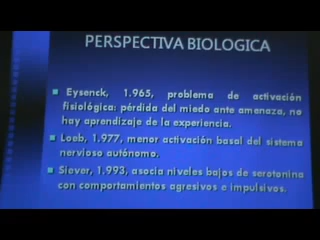 PERSPECTIVA BIOLOGICA
Eysenck, 1.965, problema de activación
fisiológica: pérdida del miedo ante amenaza, no
hay aprendizaje de la experiencia.
Loeb, 1.977, menor activación basal del sistema
nervioso autónomo.
Siever, 1.993, asocia niveles bajos de serotonina
con comportamientos agresivos e impulsivos.